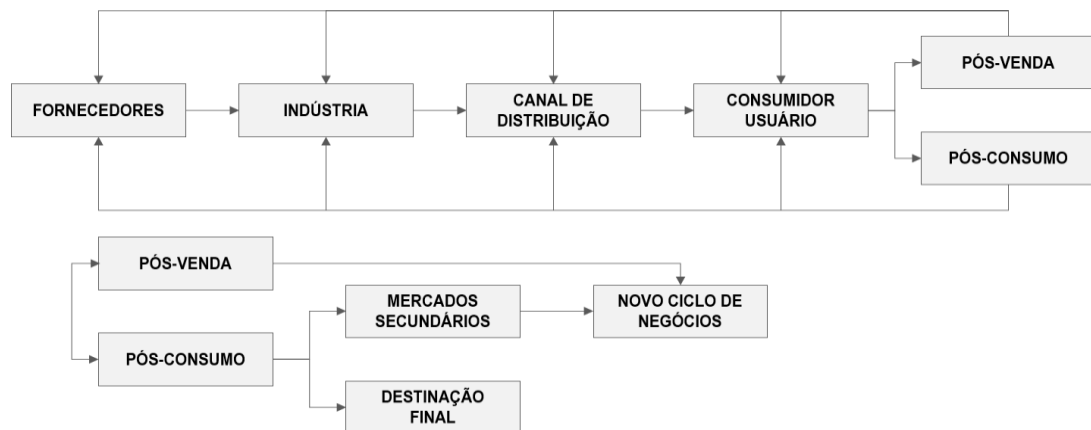 PÓS-VENDA
FORNECEDORES
INDÚSTRIA
CANAL DE
DISTRIBUIÇÃO
CONSUMIDOR
USUÁRIO
PÓS-CONSUMO
PÓS-VENDA
MERCADOS
SECUNDÁRIOS
NOVO CICLO DE
NEGÓCIOS
PÓS-CONSUMO
DESTINAÇÃO
FINAL